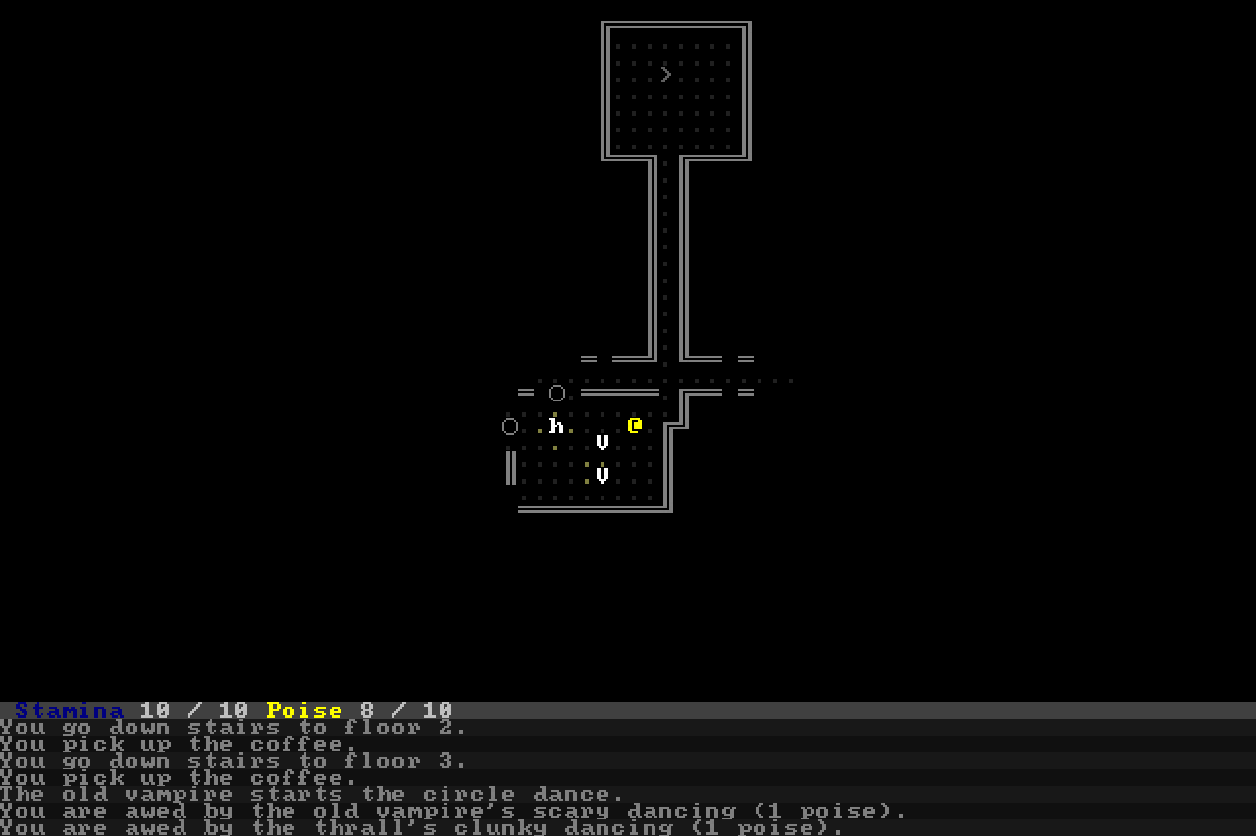 >
h
@
V
V
Stamina 10 / 10 Poise 8 / 10
You go down stairs to floor 2.
You pick up the coffee.
You go down stairs to floor 3.
You pick up the coffee.
The old vampire starts the circle dance.
You are awed by the old vampire's scary dancing (1 poise).
You are awed by the thrall's clunky dancing (1 poise).